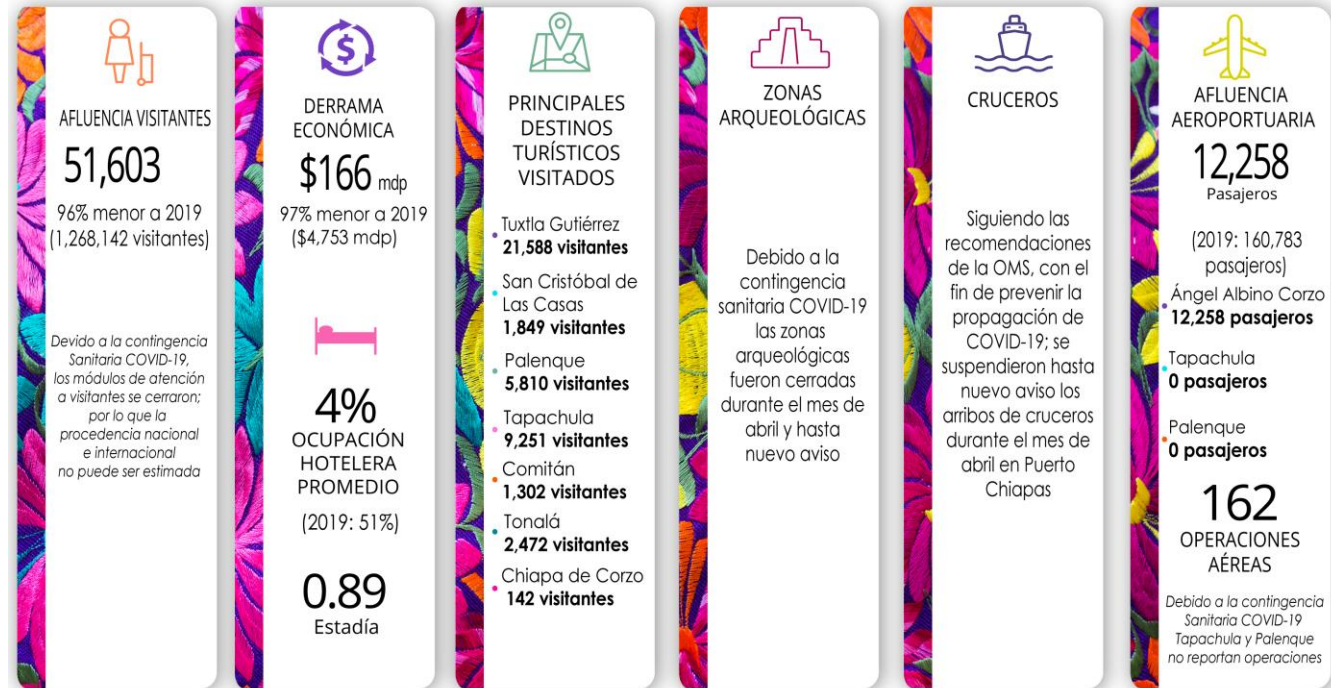 AFLUENCIA VISITANTES
51,603
96% menor a 2019
(1,268,142 visitantes)
Devido a la contingencia
Sanitaria COVID-19,
los módulos de atención
a visitantes se cerraron;
por lo que la
procedencia nacional
e internacional
no puede ser estimada
$
DERRAMA
ECONÓMICA
$166 mdp
97% menor a 2019
($4,753 mdp)
4%
OCUPACIÓN
HOTELERA
PROMEDIO
(2019: 51%)
0.89
Estadía
PRINCIPALES
DESTINOS
TURÍSTICOS
VISITADOS
Tuxtla Gutiérrez
21,588 visitantes
San Cristóbal de
Las Casas
1,849 visitantes
Palenque
5,810 visitantes
Tapachula
9,251 visitantes
Comitán
1,302 visitantes
Tonalá
2,472 visitantes
Chiapa de Corzo
142 visitantes
ZONAS
ARQUEOLÓGICAS
Debido a la
contingencia
sanitaria COVID-19
las zonas
arqueológicas
fueron cerradas
durante el mes de
abril y hasta
nuevo aviso
CRUCEROS
Siguiendo las
recomendaciones
de la OMS, con el
fin de prevenir la
propagación de
COVID-19; se
suspendieron hasta
nuevo aviso los
arribos de cruceros
durante el mes de
abril en Puerto
Chiapas
AFLUENCIA
AEROPORTUARIA
12,258
Pasajeros
(2019: 160,783
pasajeros)
Ángel Albino Corzo
12,258 pasajeros
Tapachula
0 pasajeros
Palenque
0 pasajeros
162
OPERACIONES
AÉREAS
Debido a la contingencia
Sanitaria COVID-19
Tapachula y Palenque
no reportan operaciones